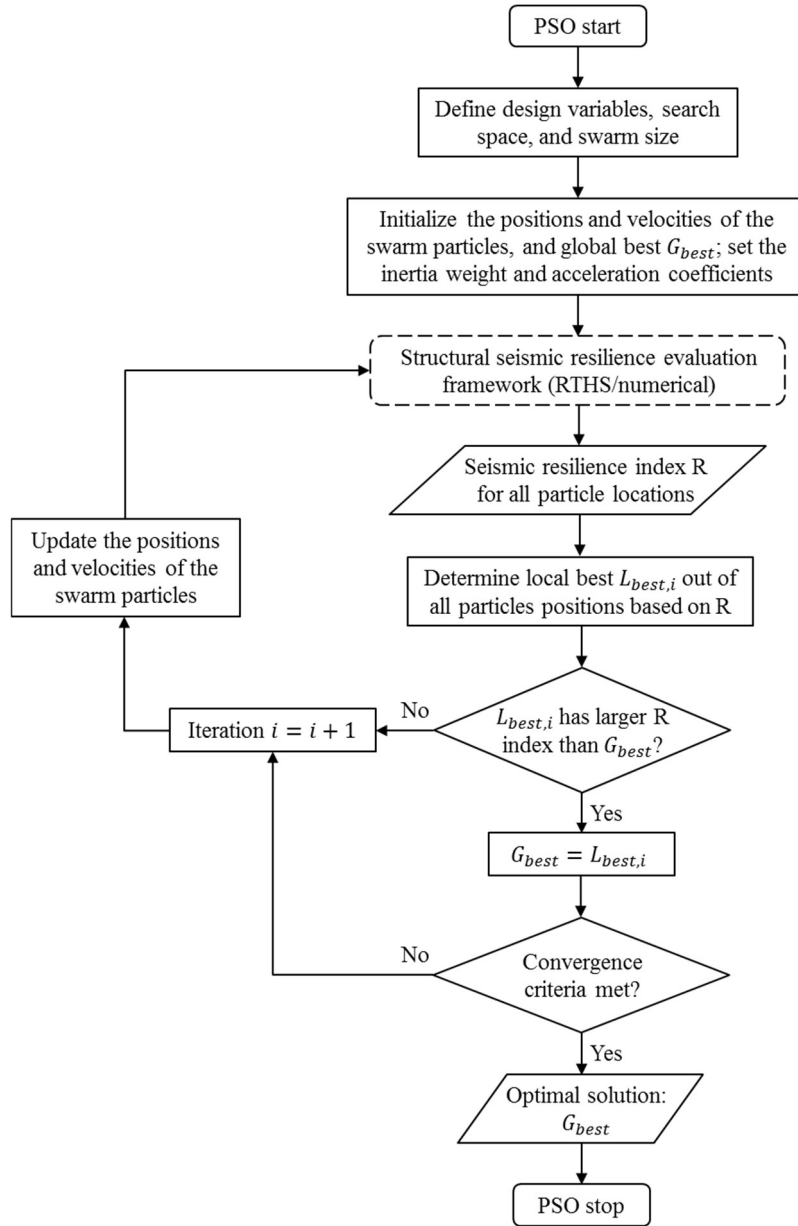 PSO start
Define design variables, search
space, and swarm size
Initialize the positions and velocities of the
swarm particles, and global best G_best; set the
inertia weight and acceleration coefficients
Structural seismic resilience evaluation
framework (RTHS/numerical)
Seismic resilience index R
for all particle locations
Update the positions
and velocities of the
swarm particles
Determine local best L_best,i out of
all particles positions based on R
No
Iteration i = i + 1
L_best,i has larger R
index than G_best?
Yes
G_best = L_best,i
No
Convergence
criteria met?
Yes
Optimal solution:
G_best
PSO stop